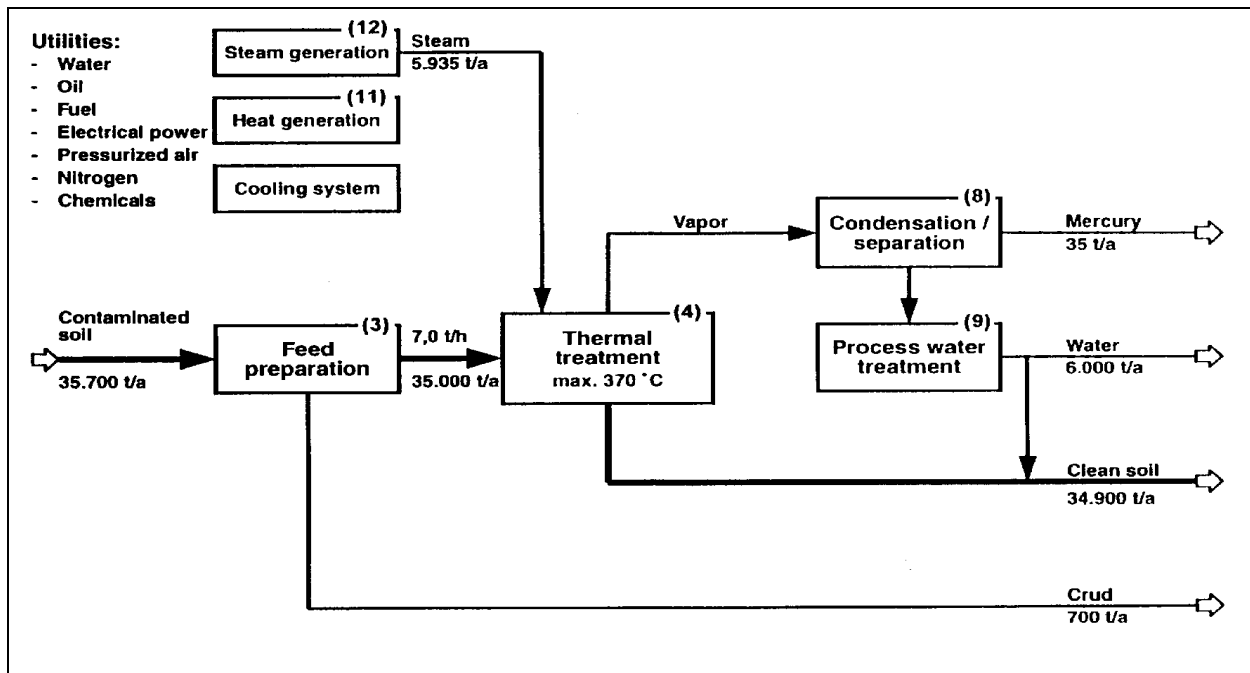 Utilities:
- Water
- Oil
- Fuel
- Electrical power
- Pressurized air
- Nitrogen
- Chemicals
(12)
Steam generation
Steam
5.935 t/a
(11)
Heat generation
Cooling system
Contaminated
soil
35.700 t/a
(3)
Feed
preparation
7,0 t/h
35.000 t/a
(4)
Thermal
treatment
max. 370 °C
Vapor
(8)
Condensation /
separation
Mercury
35 t/a
(9)
Process water
treatment
Water
6.000 t/a
Clean soil
34.900 t/a
Crud
700 t/a